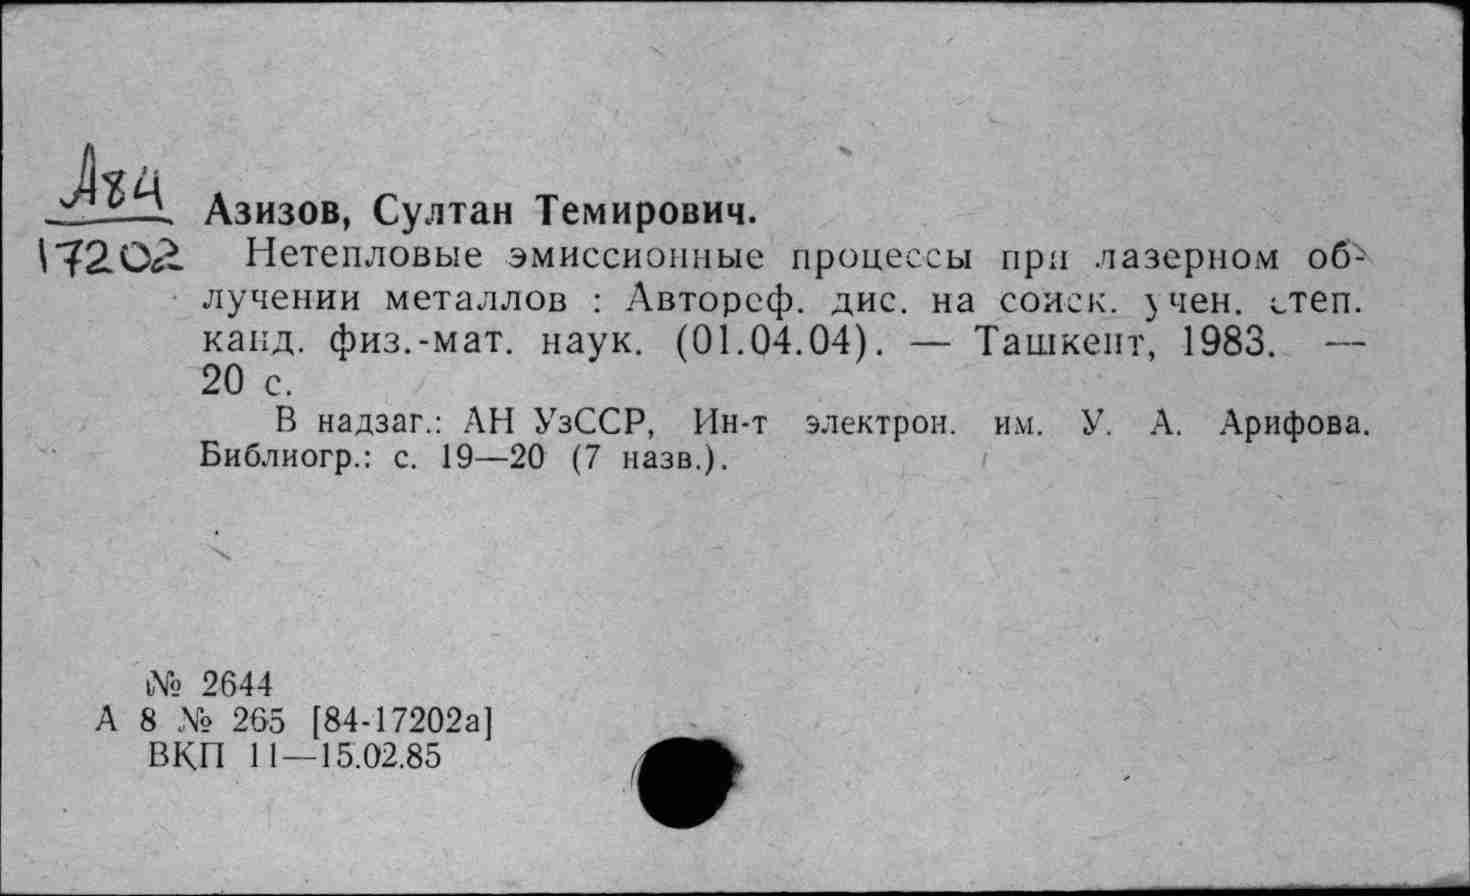 Азизов, Султан Темирович.
17202 Нетепловые эмиссионные процессы при лазерном об-
лучении металлов : Автореф. дис. на соиск. учен. степ.
канд. физ.-мат. наук. (01.04.04). — Ташкент, 1983. —
20 с.
В надзаг.: АН УзССР, Ин-т электрон. им. У. А. Арифова.
Библиогр.: с. 19—20 (7 назв.).
№ 2644
А 8 № 265 [84-17202а]
ВКП 11—15.02.85